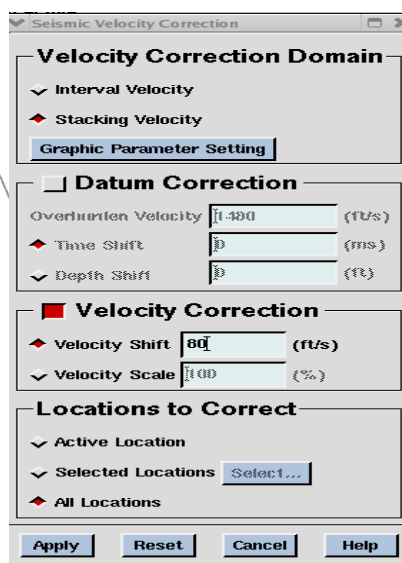 Seismic Velocity Correction
Velocity Correction Domain
Interval Velocity
Stacking Velocity
Graphic Parameter Setting
Datum Correction
Overburden Velocity (ft/s)
Time Shift 0 (ms)
Depth Shift 0 (ft)
Velocity Correction
Velocity Shift 80 (ft/s)
Velocity Scale 100 (%)
Locations to Correct
Active Location
Selected Locations Select...
All Locations
Apply Reset Cancel Help